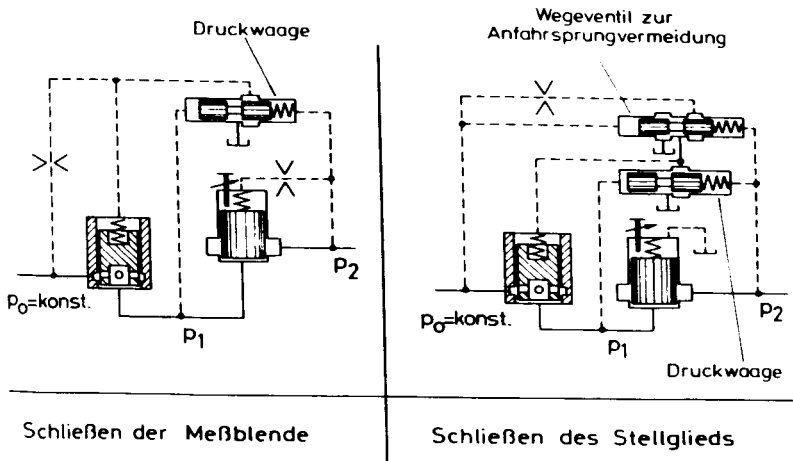 Druckwaage
p₀=konst.
p₁
p₂
Schließen der Meßblende
Wegeventil zur
Anfahrsprungvermeidung
p₀=konst.
p₁
p₂
Druckwaage
Schließen des Stellglieds